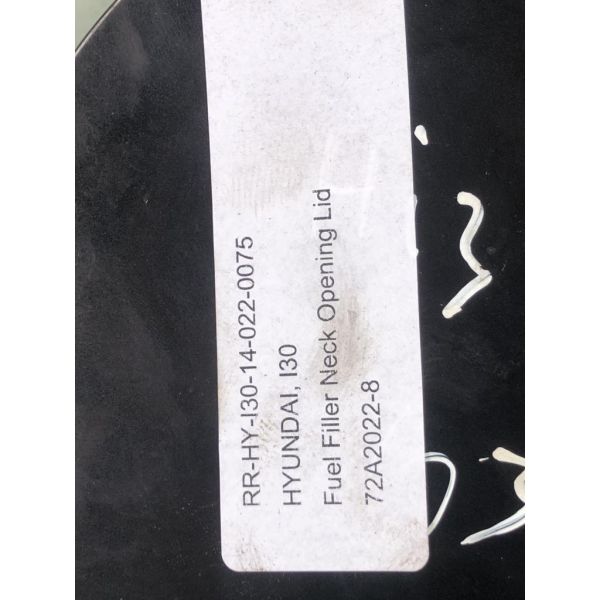 RR-HY-I30-14-022-0075
HYUNDAI, I30
Fuel Filler Neck Opening Lid
72A2022-8